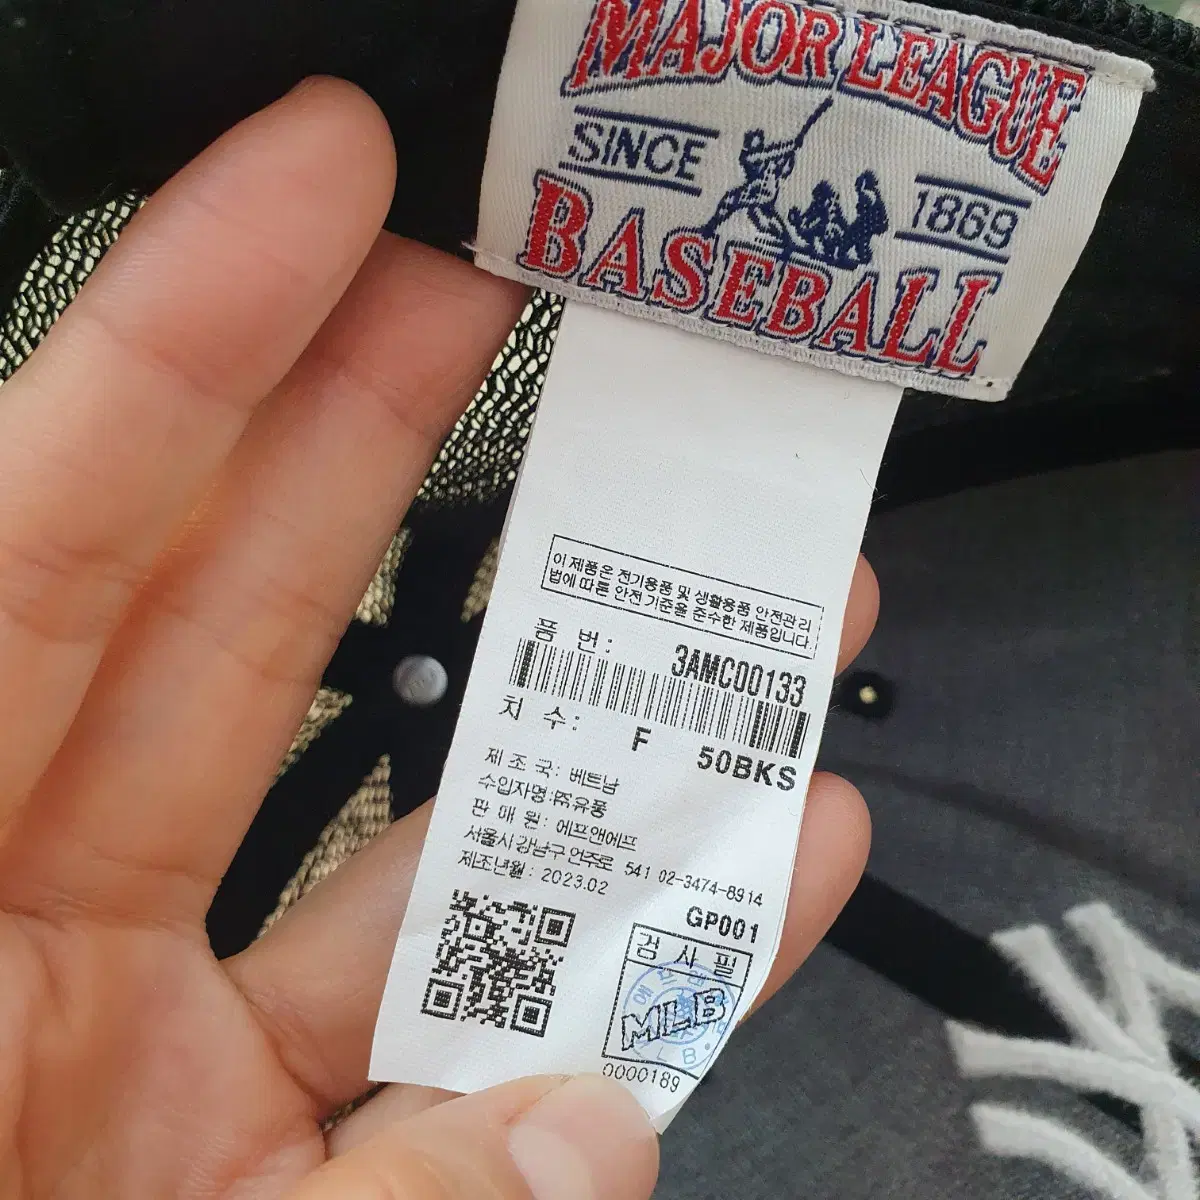 MAJOR LEAGUE
SINCE 1869
BASEBALL
이 제품은 전기용품 및 생활용품 안전관리
법에 따른 안전 기준을 준수한 제품입니다.
품 번: 3AMC00133
치 수: F 50BKS
제 조 국: 베트남
수입자명:㈜유풍
판 매 원: 에프앤에프
서울시 강남구 언주로 541 02-3474-8914
제조년월: 2023.02
GP001
검 사 필
MLB
0000189
NY